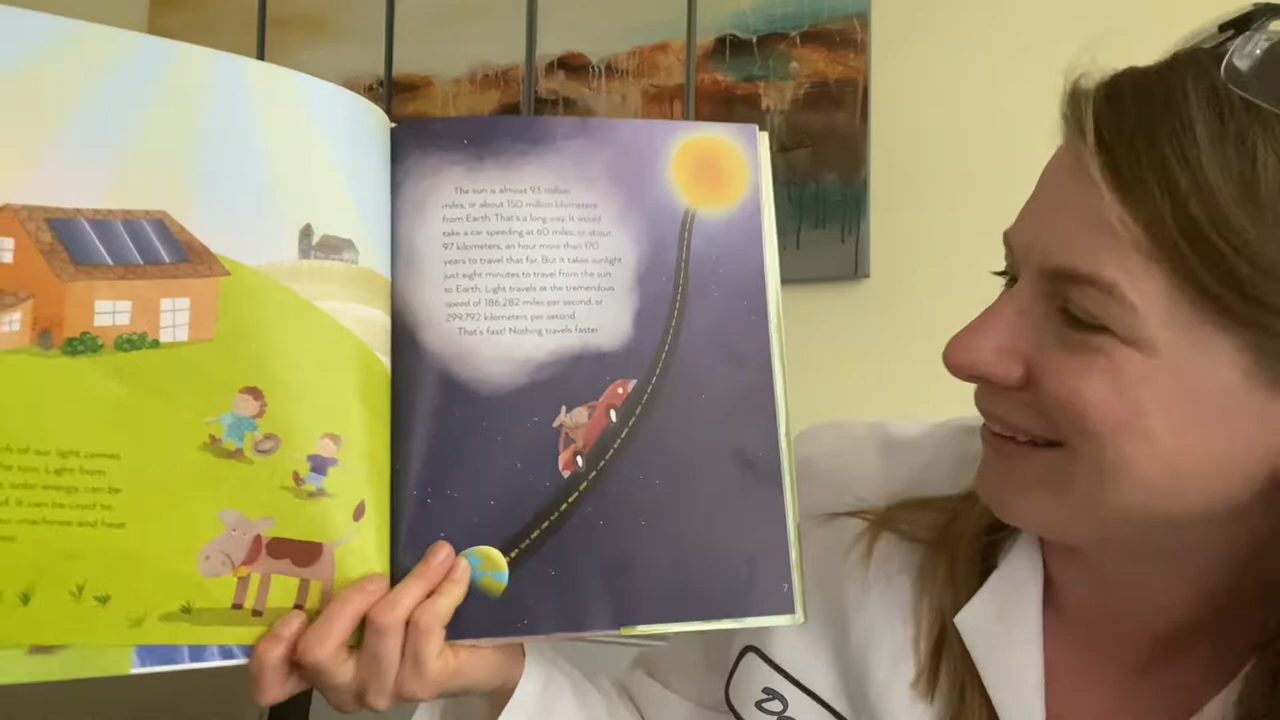 ch of our light comes
he sun. Light from
solar energy, can be
It can be used to
machines and heat
The sun is almost 93 million
miles, or about 150 million kilometers
from Earth. That's a long way. It would
take a car speeding at 60 miles, or about
97 kilometers, an hour more than 170
years to travel that far. But it takes sunlight
just eight minutes to travel from the sun
to Earth. Light travels at the tremendous
speed of 186,282 miles per second, or
299,792 kilometers per second.
That's fast! Nothing travels faster.
7